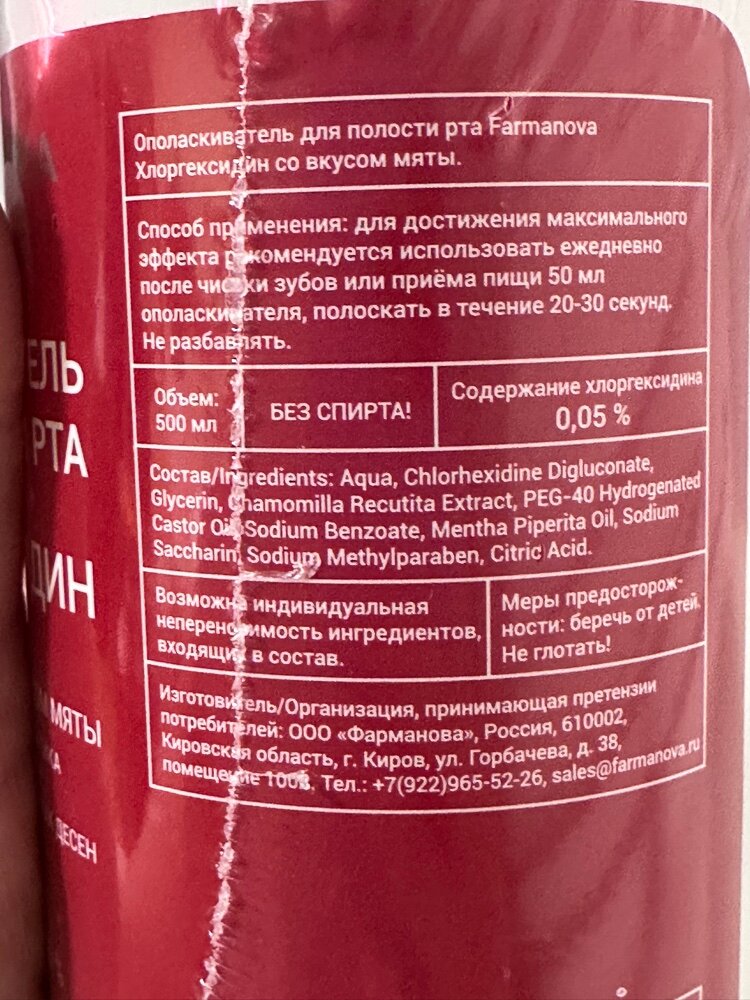 Ополаскиватель для полости рта Farmanova
Хлоргексидин со вкусом мяты.
Способ применения: для достижения максимального
эффекта рекомендуется использовать ежедневно
после чистки зубов или приёма пищи 50 мл
ополаскивателя, полоскать в течение 20-30 секунд.
Не разбавлять.
Объем:
500 мл
БЕЗ СПИРТА!
Содержание хлоргексидина
0,05 %
Состав/Ingredients: Aqua, Chlorhexidine Digluconate,
Glycerin, Chamomilla Recutita Extract, PEG-40 Hydrogenated
Castor Oil, Sodium Benzoate, Mentha Piperita Oil, Sodium
Saccharin, Sodium Methylparaben, Citric Acid.
Возможна индивидуальная
непереносимость ингредиентов,
входящих в состав.
Меры предосторож-
ности: беречь от детей.
Не глотать!
Изготовитель/Организация, принимающая претензии
потребителей: ООО «Фарманова», Россия, 610002,
Кировская область, г. Киров, ул. Горбачева, д. 38,
помещение Тел.: +7(922)965-52-26, sales@farmanova.ru
ЕЛЬ
РТА
ДИН
МЯТЫ
ДЕСЕН